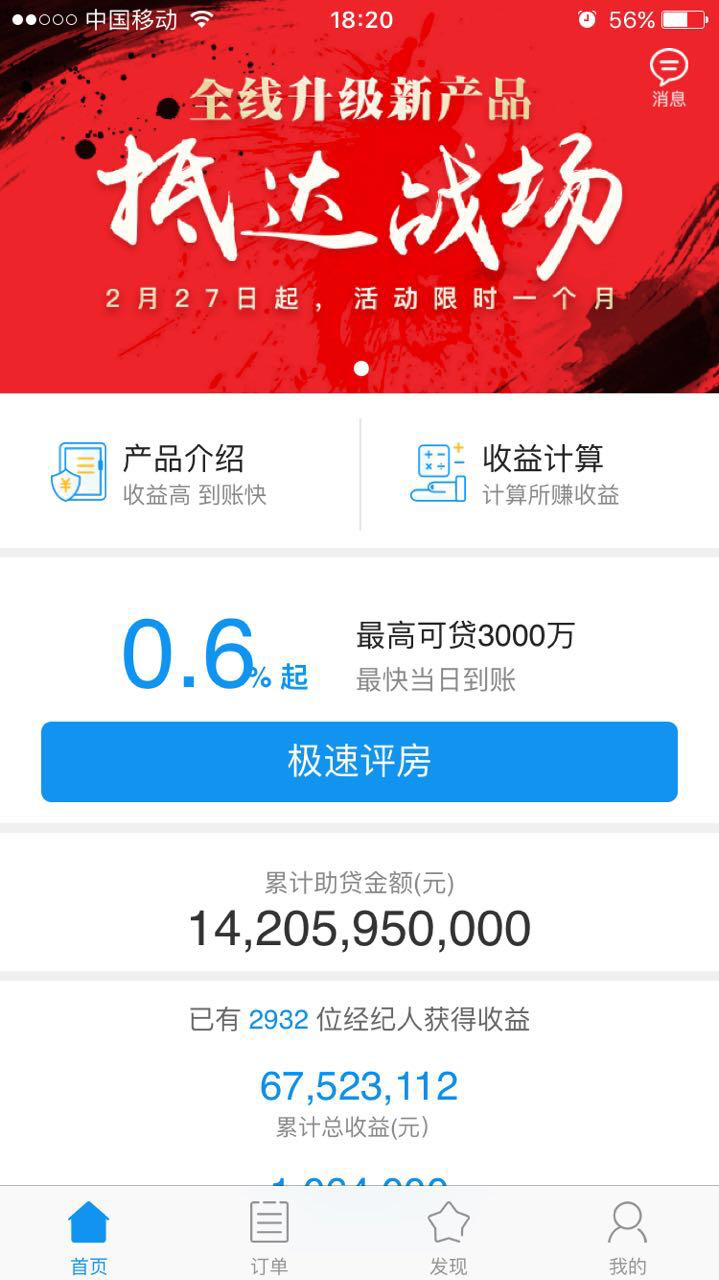 中国移动
18:20
56%
消息
全线升级新产品
抵达战场
2月27日起，活动限时一个月
产品介绍
收益高 到账快
收益计算
计算所赚收益
0.6% 起
最高可贷3000万
最快当日到账
极速评房
累计助贷金额(元)
14,205,950,000
已有 2932 位经纪人获得收益
67,523,112
累计总收益(元)
首页
订单
发现
我的